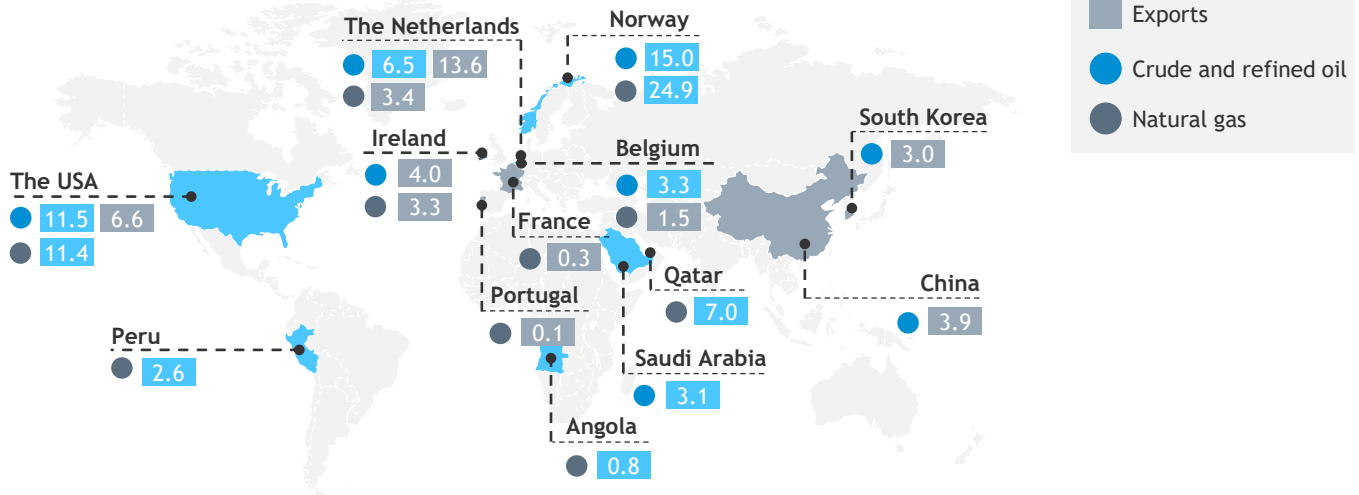 Exports
Crude and refined oil
Natural gas
The Netherlands
6.5 13.6
3.4
Norway
15.0
24.9
South Korea
3.0
Ireland
4.0
3.3
Belgium
3.3
1.5
The USA
11.5 6.6
11.4
France
0.3
Qatar
7.0
China
3.9
Portugal
0.1
Peru
2.6
Saudi Arabia
3.1
Angola
0.8